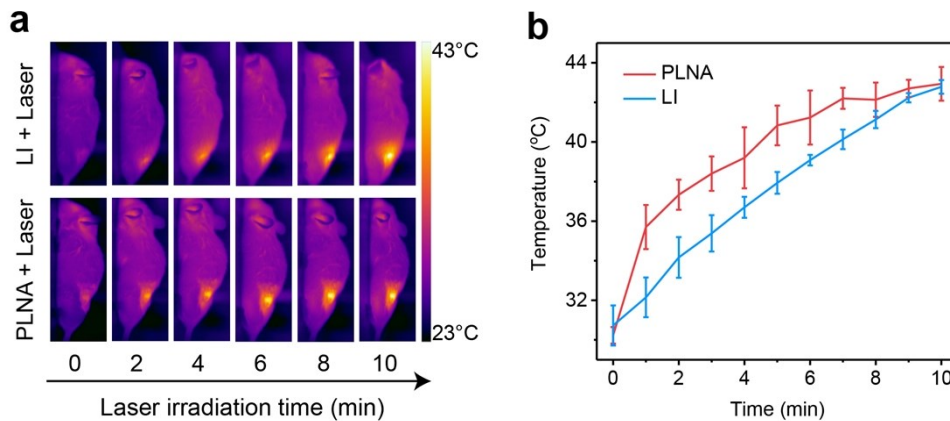 a
LI + Laser
PLNA + Laser
43°C
23°C
0 2 4 6 8 10
Laser irradiation time (min)
b
PLNA
LI
Temperature (°C)
44
40
36
32
0 2 4 6 8 10
Time (min)